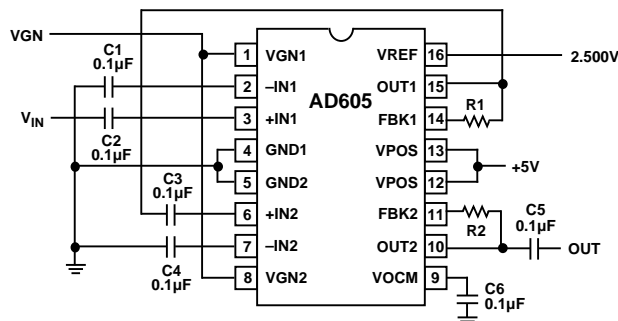 VGN
C1
0.1µF
VIN
C2
0.1µF
C3
0.1µF
C4
0.1µF
1 VGN1
2 –IN1
3 +IN1
4 GND1
5 GND2
6 +IN2
7 –IN2
8 VGN2
AD605
VREF 16
OUT1 15
FBK1 14
VPOS 13
VPOS 12
FBK2 11
OUT2 10
VOCM 9
2.500V
R1
+5V
R2
C5
0.1µF
OUT
C6
0.1µF